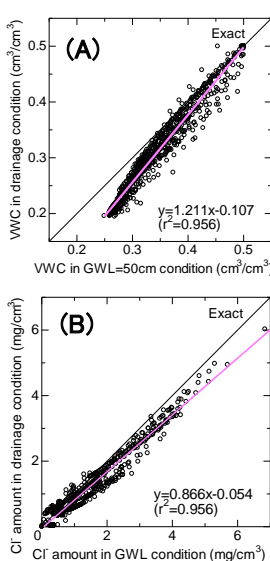 (A)
Exact
VWC in drainage condition (cm³/cm³)
0.5
0.4
0.3
0.2
y=1.211x-0.107
(r²=0.956)
0.2 0.3 0.4 0.5
VWC in GWL=50cm condition (cm³/cm³)
(B)
Exact
Cl⁻ amount in drainage condition (mg/cm³)
6
4
2
y=0.866x-0.054
(r²=0.956)
0 2 4 6
Cl⁻ amount in GWL condition (mg/cm³)